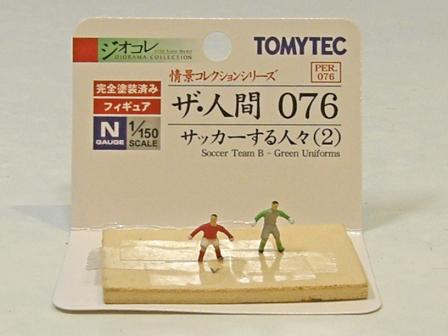 ジオコレ
DIORAMA COLLECTION
TOMYTEC
PER.
076
情景コレクションシリーズ
完全塗装済み
フィギュア
ザ・人間 076
N
GAUGE
1/150
SCALE
サッカーする人々(2)
Soccer Team B – Green Uniforms